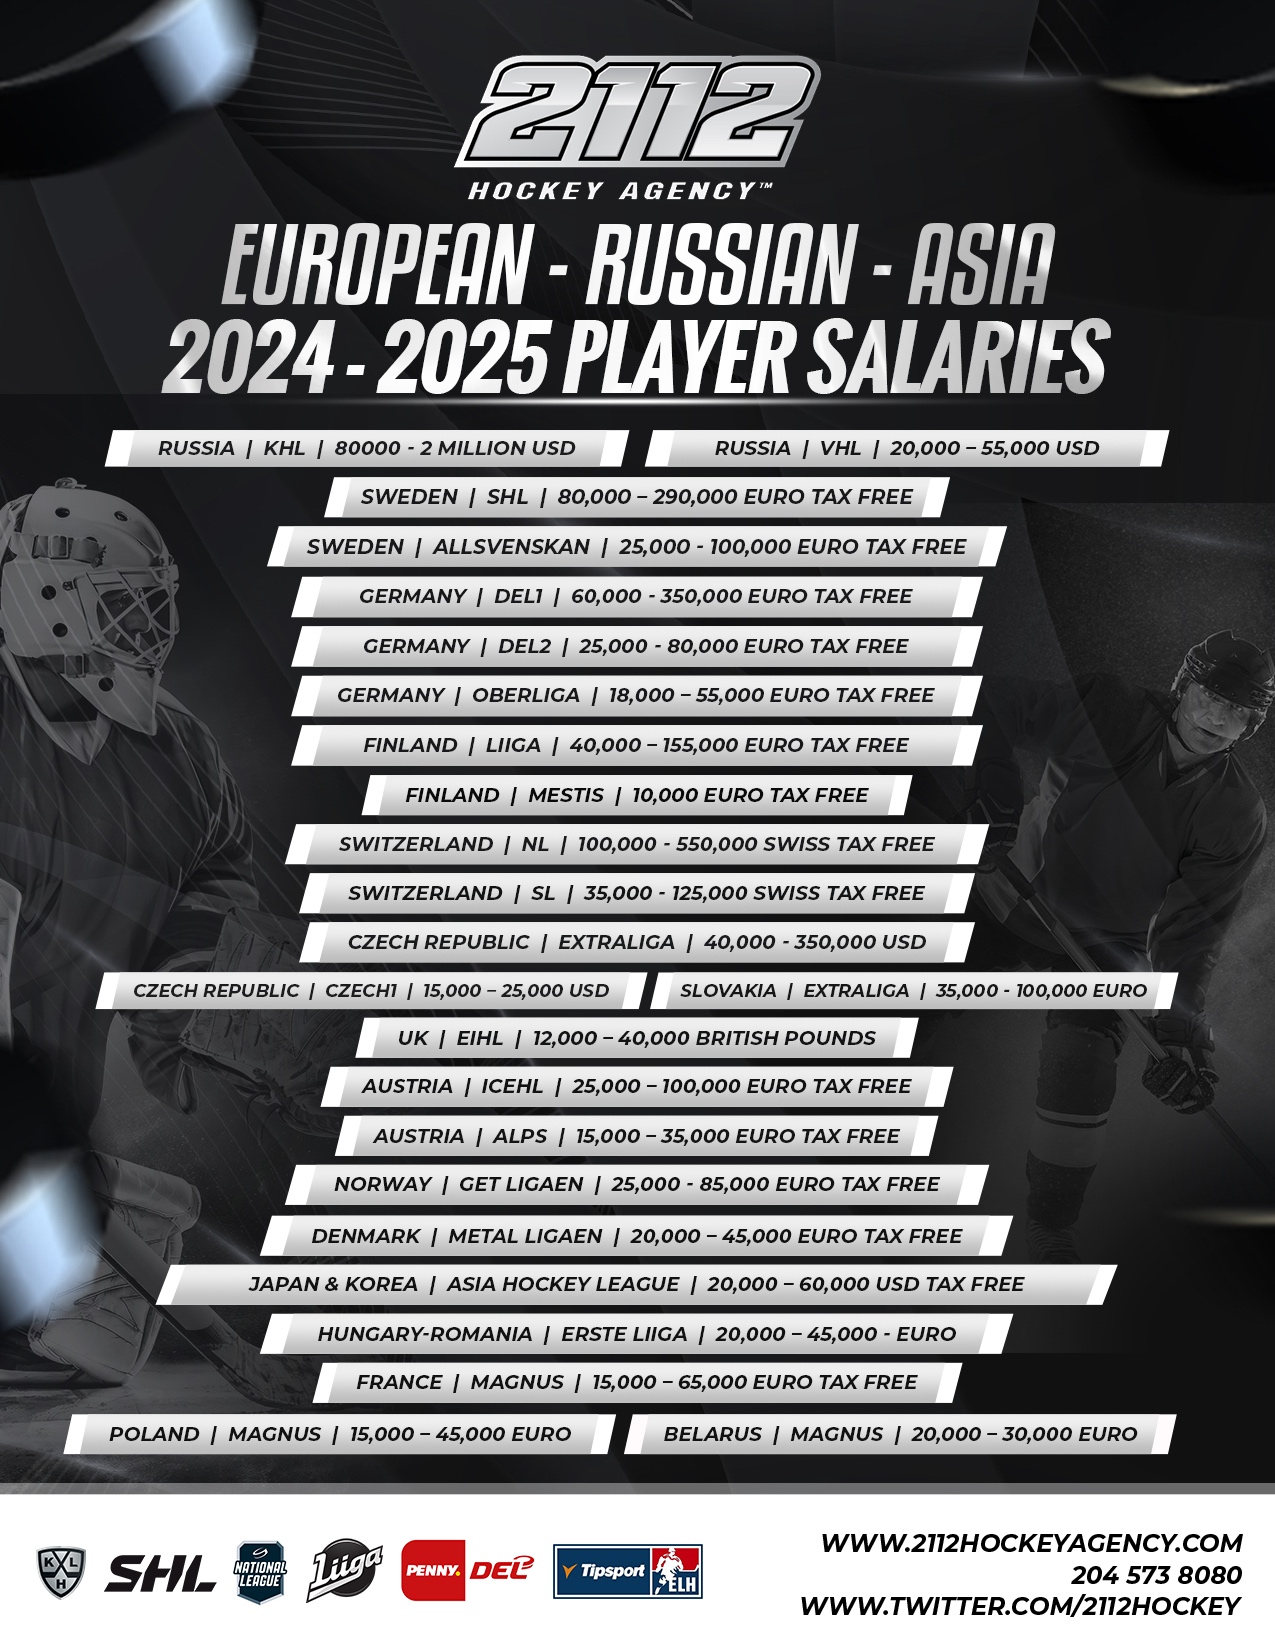 2112
HOCKEY AGENCY™
EUROPEAN - RUSSIAN - ASIA
2024 - 2025 PLAYER SALARIES
RUSSIA | KHL | 80000 - 2 MILLION USD
RUSSIA | VHL | 20,000 – 55,000 USD
SWEDEN | SHL | 80,000 – 290,000 EURO TAX FREE
SWEDEN | ALLSVENSKAN | 25,000 - 100,000 EURO TAX FREE
GERMANY | DEL1 | 60,000 - 350,000 EURO TAX FREE
GERMANY | DEL2 | 25,000 - 80,000 EURO TAX FREE
GERMANY | OBERLIGA | 18,000 – 55,000 EURO TAX FREE
FINLAND | LIIGA | 40,000 – 155,000 EURO TAX FREE
FINLAND | MESTIS | 10,000 EURO TAX FREE
SWITZERLAND | NL | 100,000 - 550,000 SWISS TAX FREE
SWITZERLAND | SL | 35,000 - 125,000 SWISS TAX FREE
CZECH REPUBLIC | EXTRALIGA | 40,000 - 350,000 USD
CZECH REPUBLIC | CZECH1 | 15,000 – 25,000 USD
SLOVAKIA | EXTRALIGA | 35,000 - 100,000 EURO
UK | EIHL | 12,000 – 40,000 BRITISH POUNDS
AUSTRIA | ICEHL | 25,000 – 100,000 EURO TAX FREE
AUSTRIA | ALPS | 15,000 – 35,000 EURO TAX FREE
NORWAY | GET LIGAEN | 25,000 - 85,000 EURO TAX FREE
DENMARK | METAL LIGAEN | 20,000 – 45,000 EURO TAX FREE
JAPAN & KOREA | ASIA HOCKEY LEAGUE | 20,000 – 60,000 USD TAX FREE
HUNGARY-ROMANIA | ERSTE LIIGA | 20,000 – 45,000 - EURO
FRANCE | MAGNUS | 15,000 – 65,000 EURO TAX FREE
POLAND | MAGNUS | 15,000 – 45,000 EURO
BELARUS | MAGNUS | 20,000 – 30,000 EURO
KHL
SHL
NATIONAL
LEAGUE
Liiga
PENNY. DEL
Tipsport ELH
WWW.2112HOCKEYAGENCY.COM
204 573 8080
WWW.TWITTER.COM/2112HOCKEY